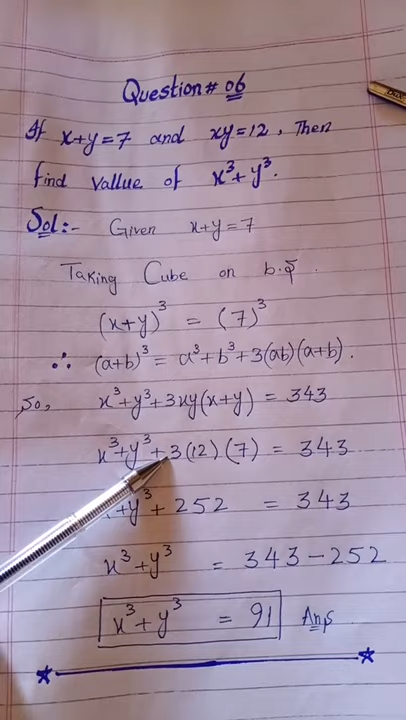 Question# 06
If x+y=7 and xy=12, Then
find vallue of x³+y³.
Sol:- Given x+y=7
Taking Cube on b.s.
(x+y)³ = (7)³
∴ (a+b)³ = a³+b³+3(ab)(a+b).
So, x³+y³+3xy(x+y) = 343
x³+y³+3(12)(7) = 343
+y³+252 = 343
x³+y³ = 343-252
x³+y³ = 91 Ans